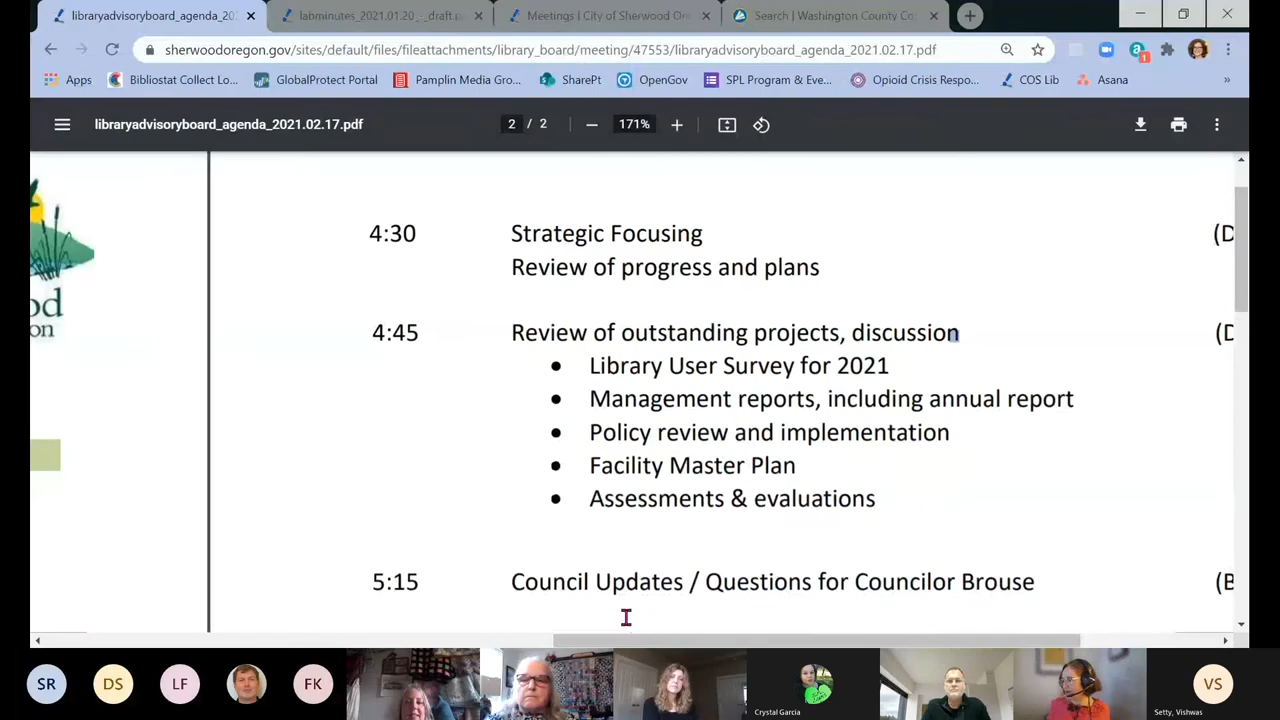 libraryadvisoryboard_agenda_20
labminutes_2021.01.20_-_draft.p
Meetings | City of Sherwood Or
Search | Washington County Co
sherwoodoregon.gov/sites/default/files/fileattachments/library_board/meeting/47553/libraryadvisoryboard_agenda_2021.02.17.pdf
1
Apps
Bibliostat Collect Lo...
GlobalProtect Portal
Pamplin Media Gro...
SharePt
OpenGov
SPL Program & Eve...
Opioid Crisis Respo...
COS Lib
Asana
»
libraryadvisoryboard_agenda_2021.02.17.pdf
2 / 2
171%
4:30 Strategic Focusing (D
Review of progress and plans
4:45 Review of outstanding projects, discussion (D
• Library User Survey for 2021
• Management reports, including annual report
• Policy review and implementation
• Facility Master Plan
• Assessments & evaluations
od
on
5:15 Council Updates / Questions for Councilor Brouse (B
SR
DS
LF
FK
Crystal Garcia
VS
Setty, Vishwas